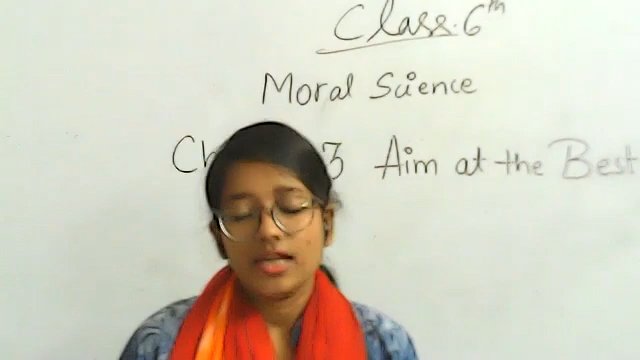 Class. 6th
Moral Science
Ch 3 Aim at the Best